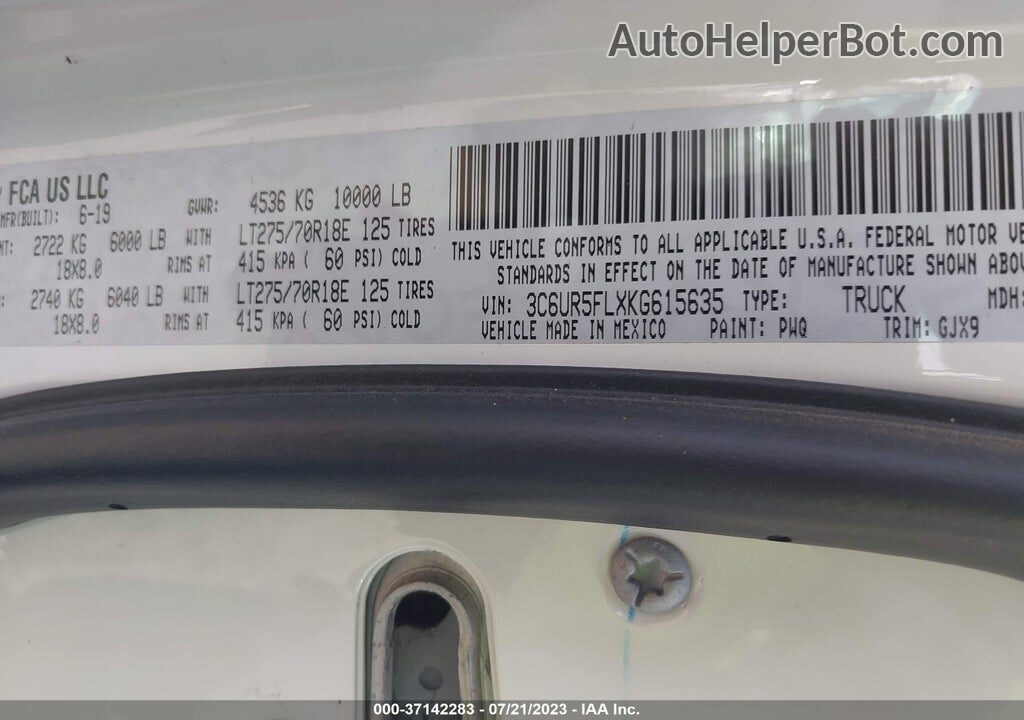 AutoHelperBot.com
FCA US LLC
MFR(BUILT): 6-19 GVWR: 4536 KG 10000 LB
2722 KG 6000 LB WITH LT275/70R18E 125 TIRES
18X8.0 RIMS AT 415 KPA ( 60 PSI) COLD
2740 KG 6040 LB WITH LT275/70R18E 125 TIRES
18X8.0 RIMS AT 415 KPA ( 60 PSI) COLD
THIS VEHICLE CONFORMS TO ALL APPLICABLE U.S.A. FEDERAL MOTOR VE
STANDARDS IN EFFECT ON THE DATE OF MANUFACTURE SHOWN ABOV
VIN: 3C6UR5FLXKG615635 TYPE: TRUCK MDH:
VEHICLE MADE IN MEXICO PAINT: PWQ TRIM: GJX9
000-37142283 - 07/21/2023 - IAA Inc.